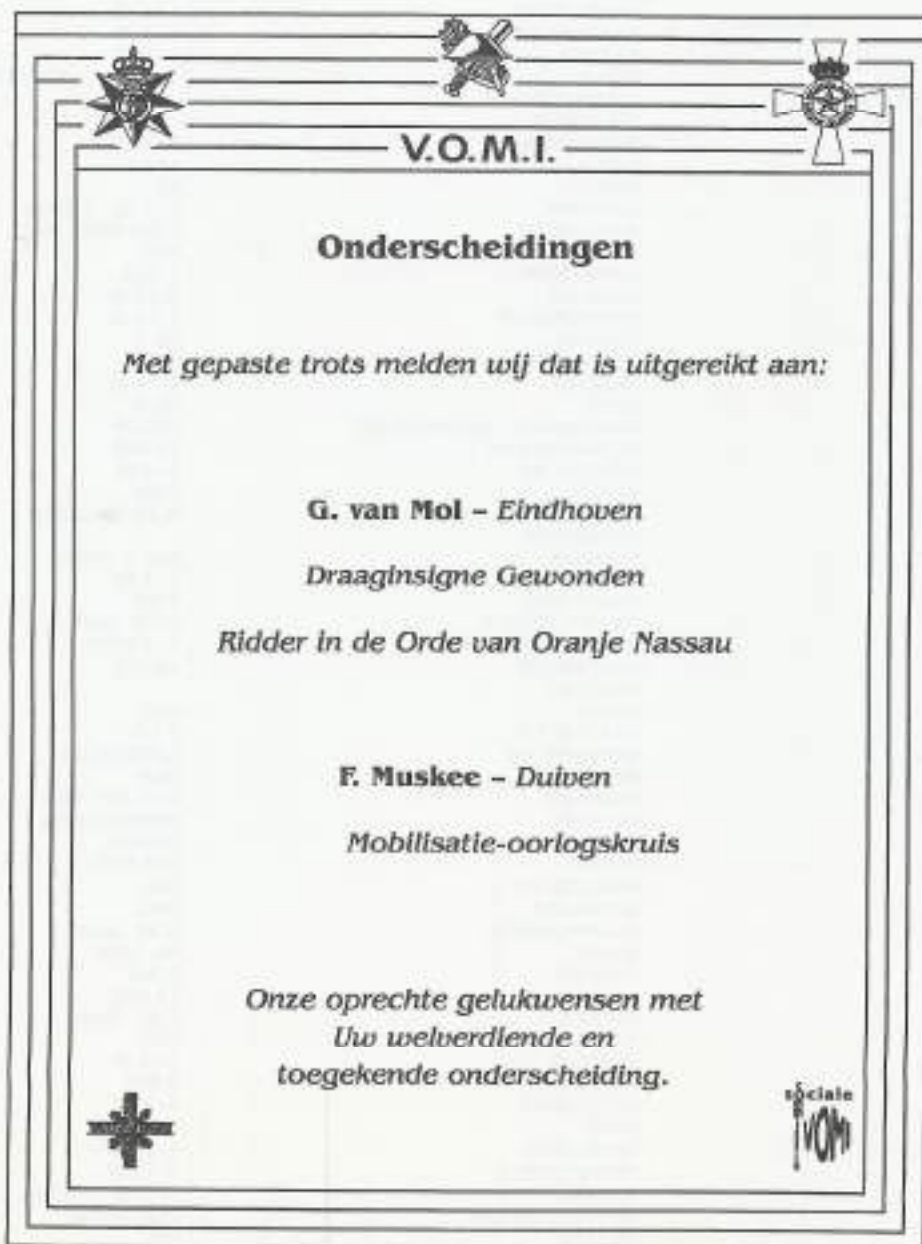 V.O.M.I.
Onderscheidingen
Met gepaste trots melden wij dat is uitgereikt aan:
G. van Mol – Eindhoven
Draaginsigne Gewonden
Ridder in de Orde van Oranje Nassau
F. Muskee – Duiven
Mobilisatie-oorlogskruis
Onze oprechte gelukwensen met
Uw welverdiende en
toegekende onderscheiding.
sociale
VOMI